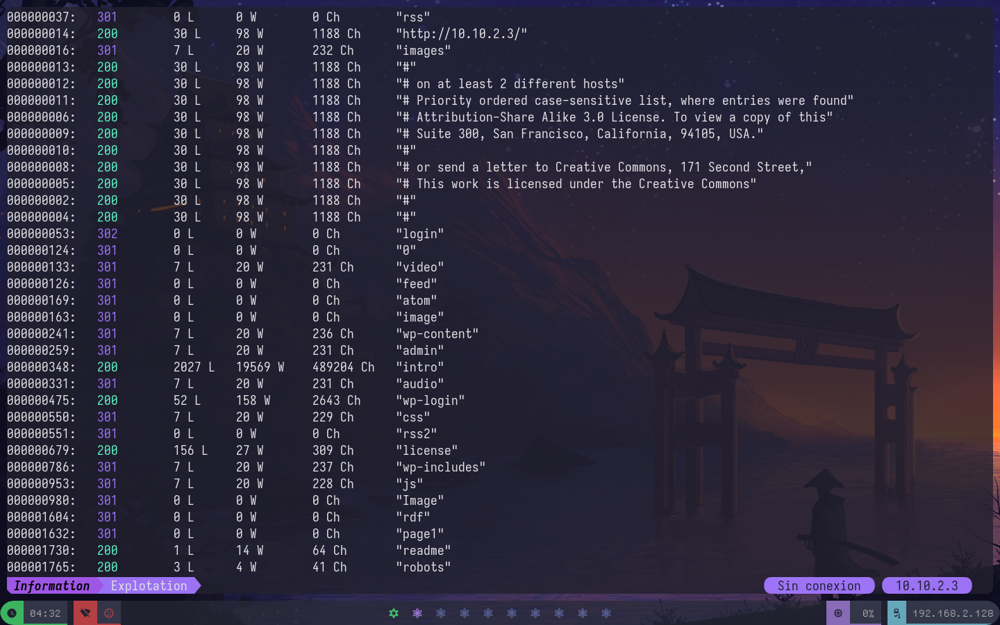 000000037: 301 0 L 0 W 0 Ch "rss"
000000014: 200 30 L 98 W 1188 Ch "http://10.10.2.3/"
000000016: 301 7 L 20 W 232 Ch "images"
000000013: 200 30 L 98 W 1188 Ch "#"
000000012: 200 30 L 98 W 1188 Ch "# on at least 2 different hosts"
000000011: 200 30 L 98 W 1188 Ch "# Priority ordered case-sensitive list, where entries were found"
000000006: 200 30 L 98 W 1188 Ch "# Attribution-Share Alike 3.0 License. To view a copy of this"
000000009: 200 30 L 98 W 1188 Ch "# Suite 300, San Francisco, California, 94105, USA."
000000010: 200 30 L 98 W 1188 Ch "#"
000000008: 200 30 L 98 W 1188 Ch "# or send a letter to Creative Commons, 171 Second Street,"
000000005: 200 30 L 98 W 1188 Ch "# This work is licensed under the Creative Commons"
000000002: 200 30 L 98 W 1188 Ch "#"
000000004: 200 30 L 98 W 1188 Ch "#"
000000053: 302 0 L 0 W 0 Ch "login"
000000124: 301 0 L 0 W 0 Ch "0"
000000133: 301 7 L 20 W 231 Ch "video"
000000126: 301 0 L 0 W 0 Ch "feed"
000000169: 301 0 L 0 W 0 Ch "atom"
000000163: 301 0 L 0 W 0 Ch "image"
000000241: 301 7 L 20 W 236 Ch "wp-content"
000000259: 301 7 L 20 W 231 Ch "admin"
000000348: 200 2027 L 19569 W 489204 Ch "intro"
000000331: 301 7 L 20 W 231 Ch "audio"
000000475: 200 52 L 158 W 2643 Ch "wp-login"
000000550: 301 7 L 20 W 229 Ch "css"
000000551: 301 0 L 0 W 0 Ch "rss2"
000000679: 200 156 L 27 W 309 Ch "license"
000000786: 301 7 L 20 W 237 Ch "wp-includes"
000000953: 301 7 L 20 W 228 Ch "js"
000000980: 301 0 L 0 W 0 Ch "Image"
000001604: 301 0 L 0 W 0 Ch "rdf"
000001632: 301 0 L 0 W 0 Ch "page1"
000001730: 200 1 L 14 W 64 Ch "readme"
000001765: 200 3 L 4 W 41 Ch "robots"
Information Explotation Sin conexion 10.10.2.3
04:32 0% 192.168.2.128